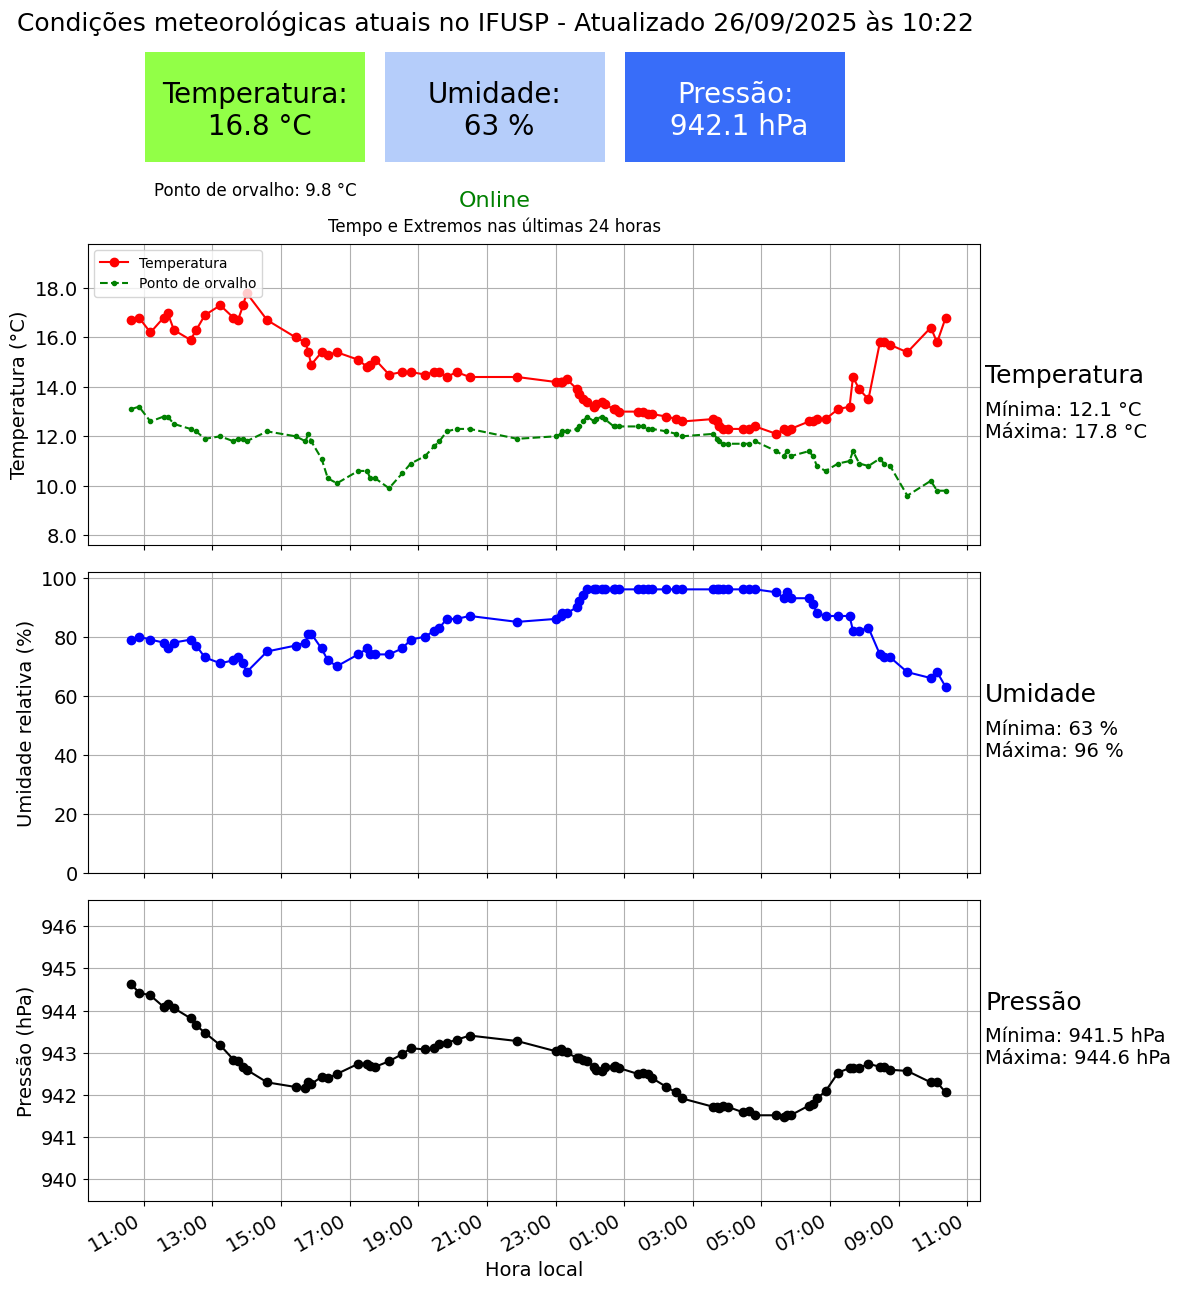 Condições meteorológicas atuais no IFUSP - Atualizado 26/09/2025 às 10:22
Temperatura:
16.8 °C
Umidade:
63 %
Pressão:
942.1 hPa
Ponto de orvalho: 9.8 °C
Online
Tempo e Extremos nas últimas 24 horas
Temperatura
Ponto de orvalho
Temperatura (°C)
18.0
16.0
14.0
12.0
10.0
8.0
Temperatura
Mínima: 12.1 °C
Máxima: 17.8 °C
Umidade relativa (%)
100
80
60
40
20
0
Umidade
Mínima: 63 %
Máxima: 96 %
Pressão (hPa)
946
945
944
943
942
941
940
Pressão
Mínima: 941.5 hPa
Máxima: 944.6 hPa
11:00 13:00 15:00 17:00 19:00 21:00 23:00 01:00 03:00 05:00 07:00 09:00 11:00
Hora local